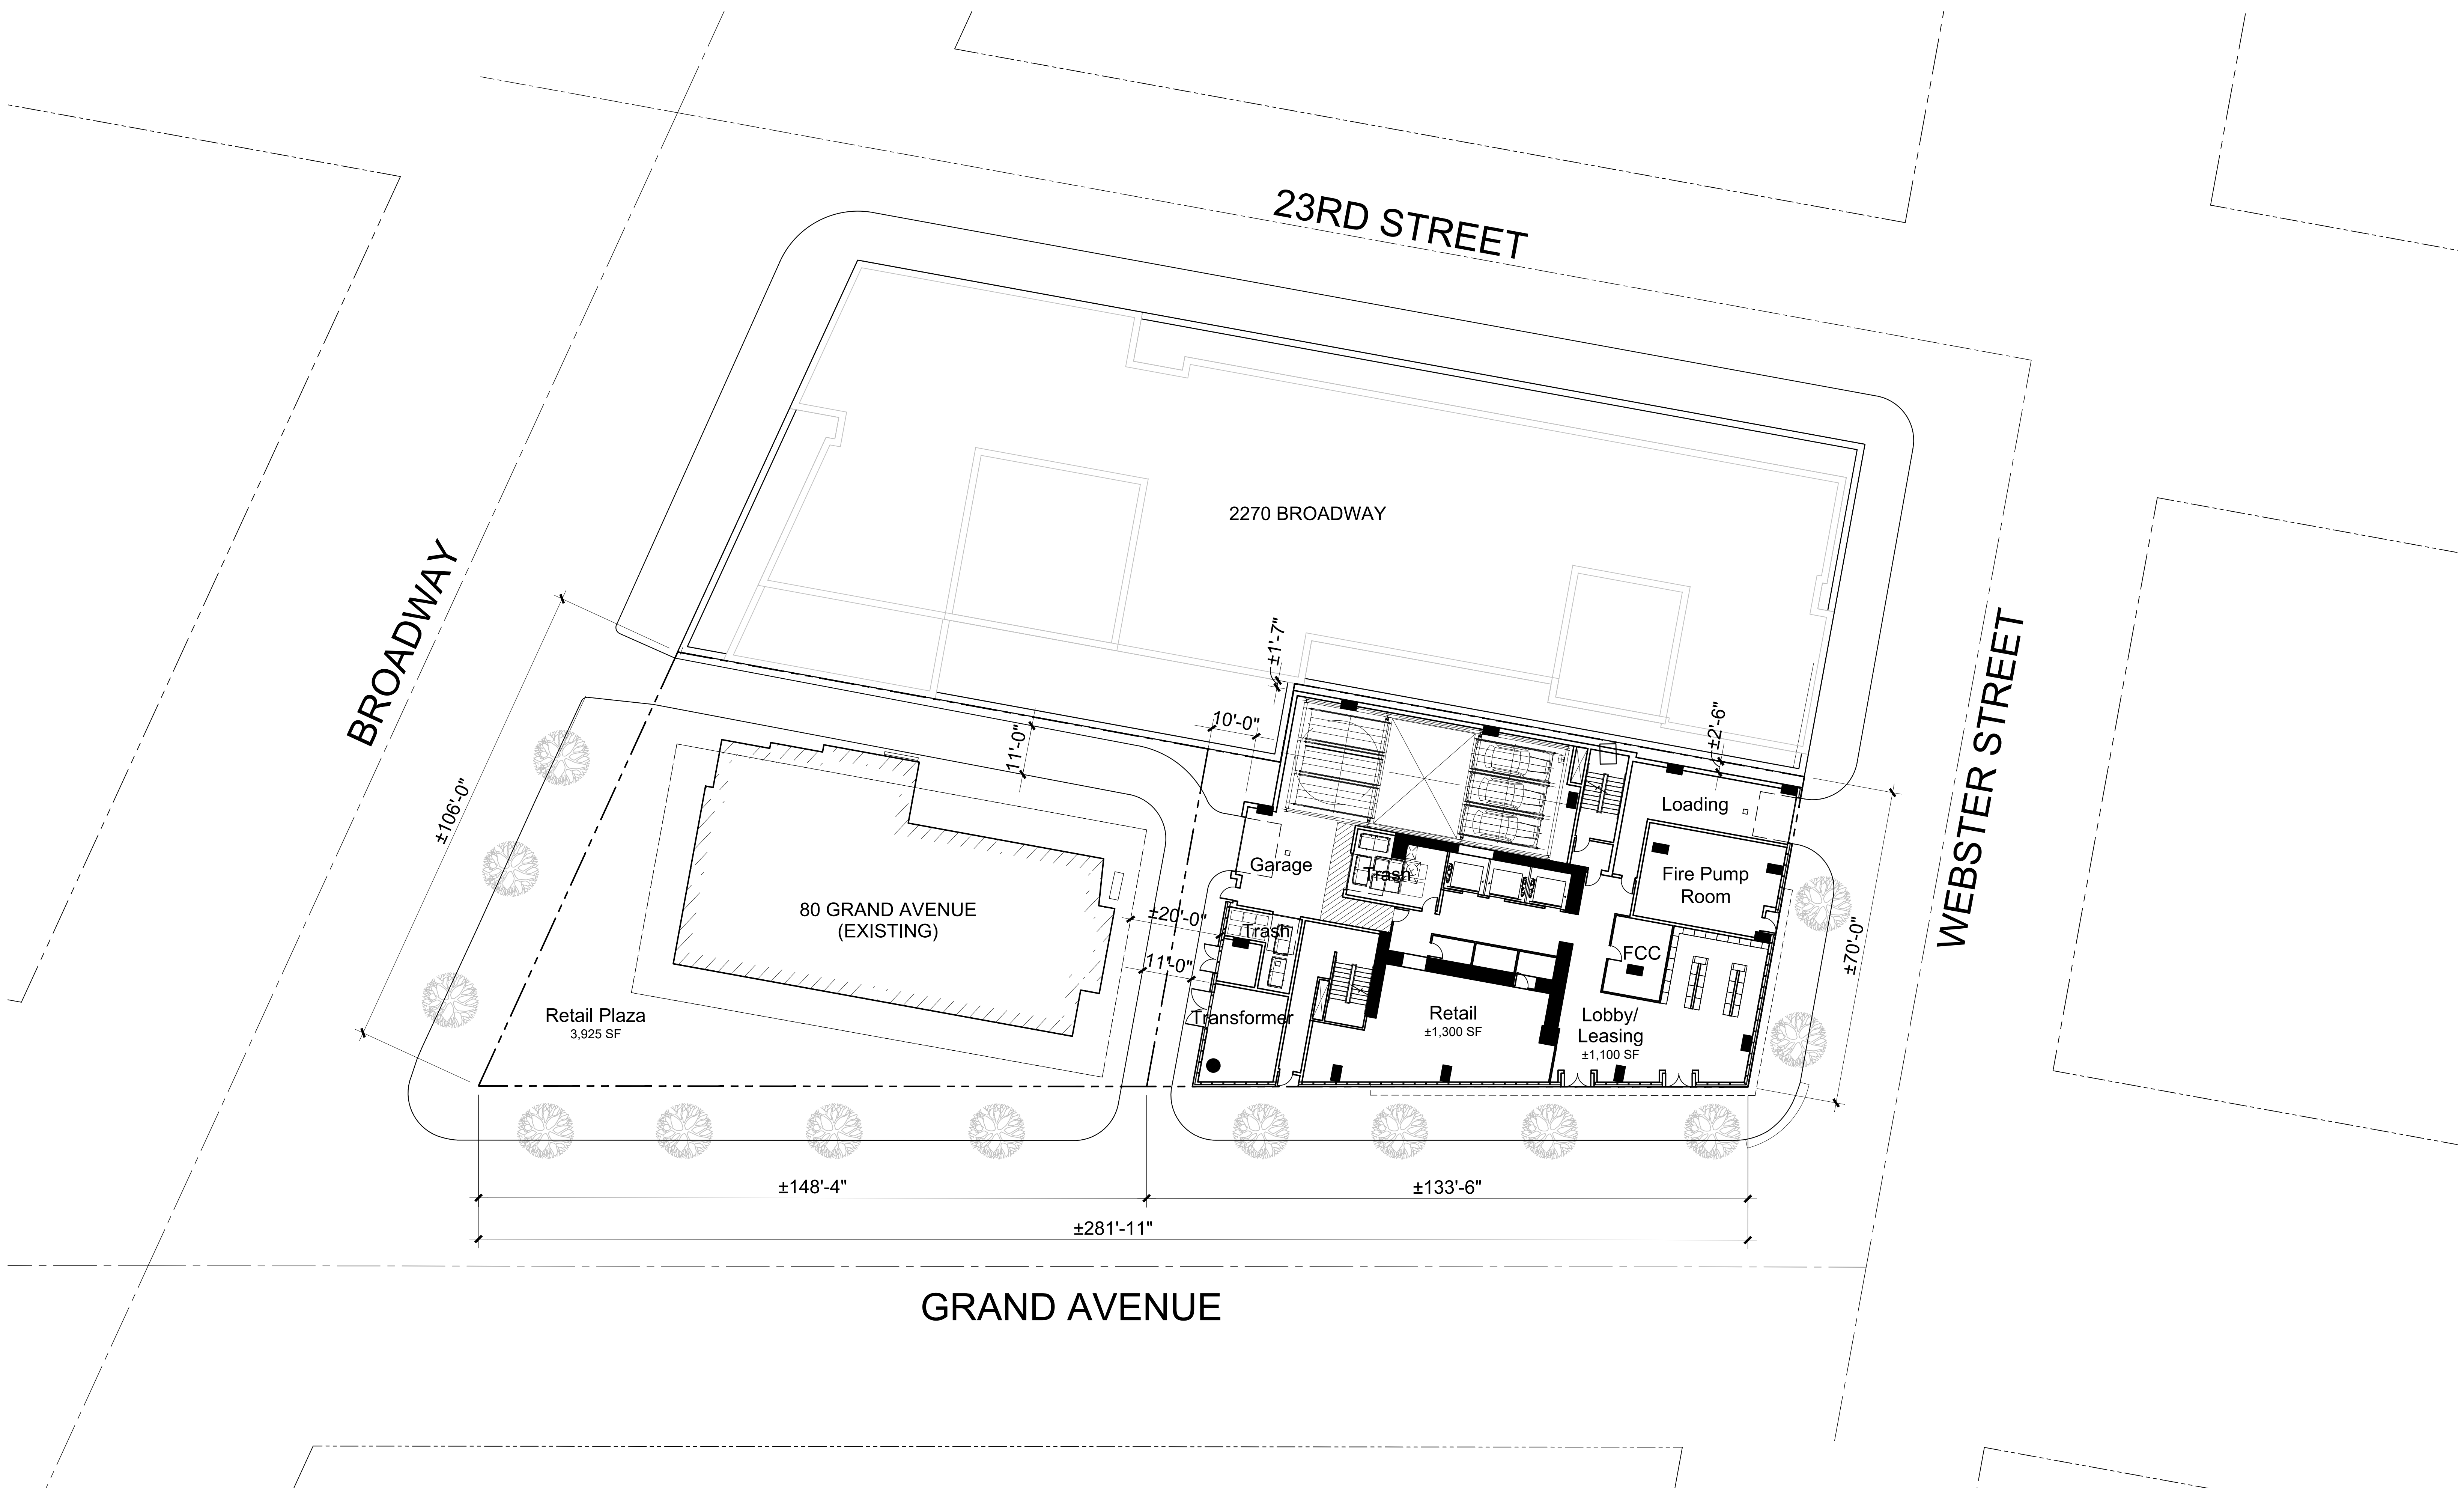 23RD STREET
2270 BROADWAY
BROADWAY
WEBSTER STREET
±1'-7"
10'-0"
11'-0"
±2'-6"
±106'-0"
Loading
Garage
Trash
Fire Pump
Room
80 GRAND AVENUE
(EXISTING)
±20'-0"
Trash
FCC
11'-0"
±70'-0"
Retail Plaza
3,925 SF
Transformer
Retail
±1,300 SF
Lobby/
Leasing
±1,100 SF
±148'-4"
±133'-6"
±281'-11"
GRAND AVENUE